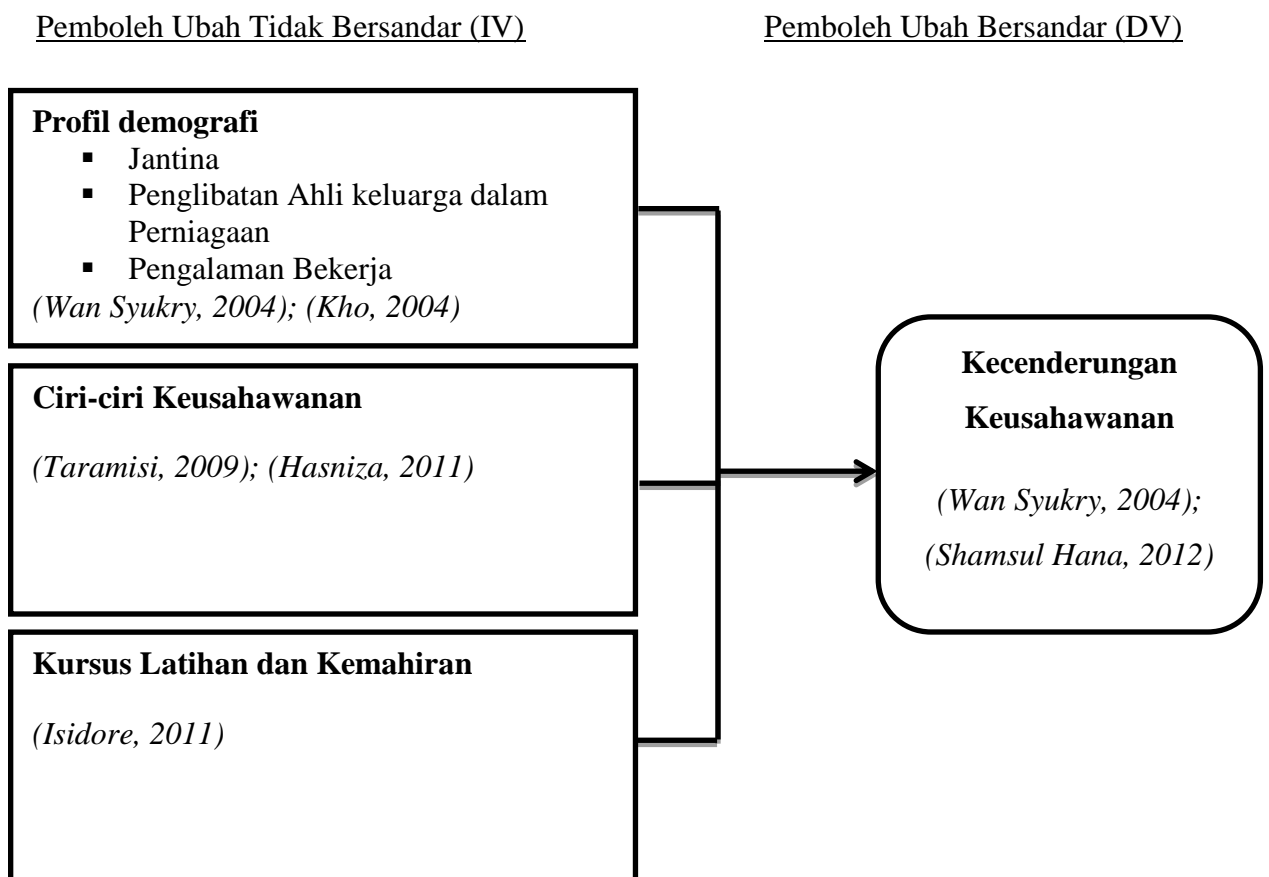 Pemboleh Ubah Tidak Bersandar (IV)
Pemboleh Ubah Bersandar (DV)
Profil demografi
▪ Jantina
▪ Penglibatan Ahli keluarga dalam
Perniagaan
▪ Pengalaman Bekerja
(Wan Syukry, 2004); (Kho, 2004)
Ciri-ciri Keusahawanan
(Taramisi, 2009); (Hasniza, 2011)
Kursus Latihan dan Kemahiran
(Isidore, 2011)
Kecenderungan
Keusahawanan
(Wan Syukry, 2004);
(Shamsul Hana, 2012)